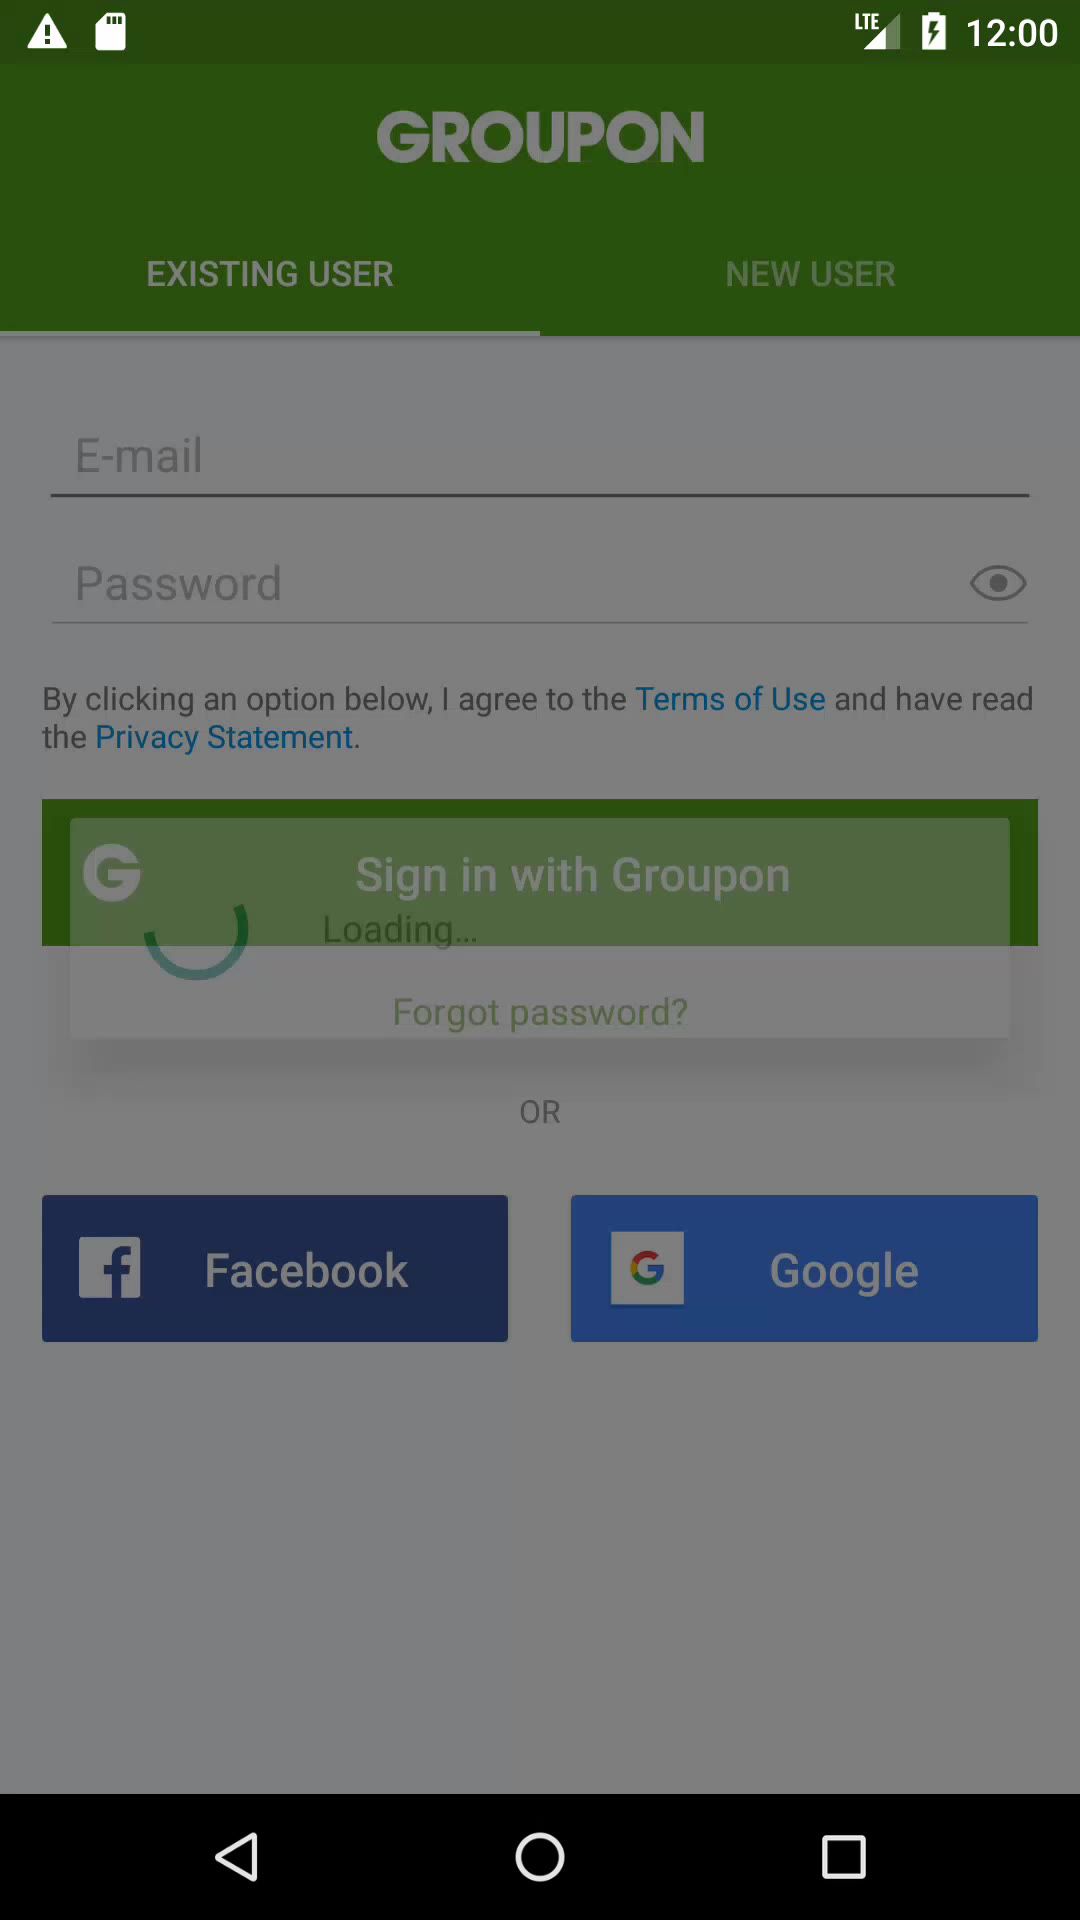 LTE 12:00
GROUPON
EXISTING USER
NEW USER
E-mail
Password
By clicking an option below, I agree to the Terms of Use and have read
the Privacy Statement.
G Sign in with Groupon
Loading...
Forgot password?
OR
Facebook
Google